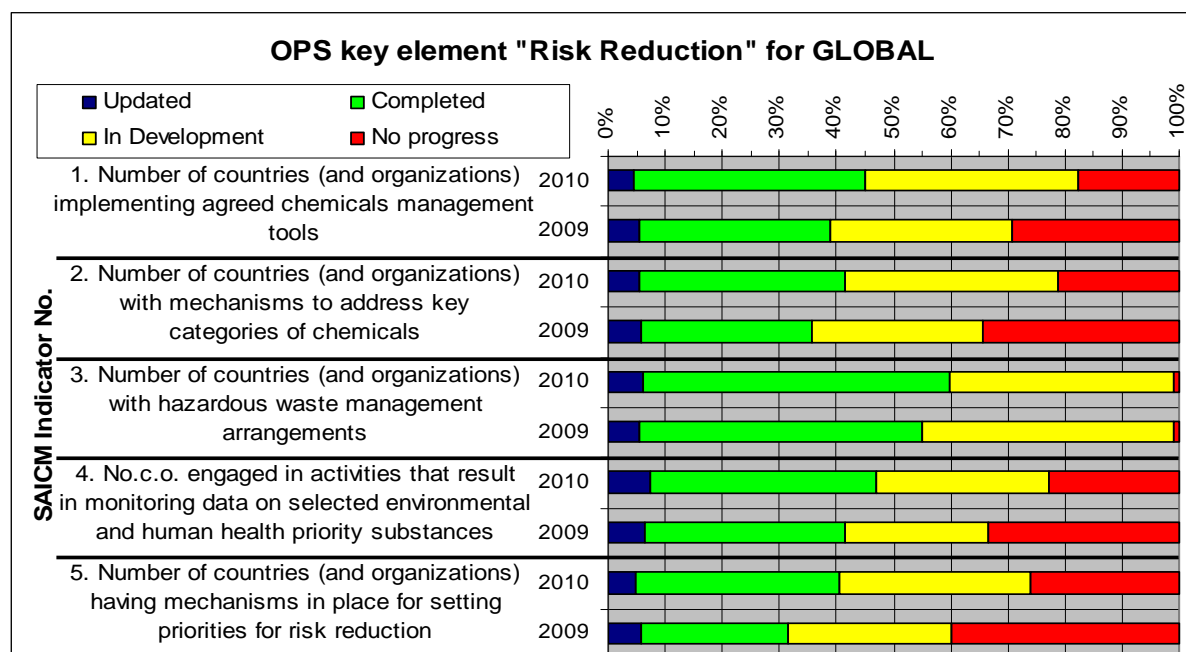 OPS key element "Risk Reduction" for GLOBAL
Updated
Completed
In Development
No progress
0%
10%
20%
30%
40%
50%
60%
70%
80%
90%
100%
SAICM Indicator No.
1. Number of countries (and organizations)
implementing agreed chemicals management
tools
2010
2009
2. Number of countries (and organizations)
with mechanisms to address key
categories of chemicals
2010
2009
3. Number of countries (and organizations)
with hazardous waste management
arrangements
2010
2009
4. No.c.o. engaged in activities that result
in monitoring data on selected environmental
and human health priority substances
2010
2009
5. Number of countries (and organizations)
having mechanisms in place for setting
priorities for risk reduction
2010
2009